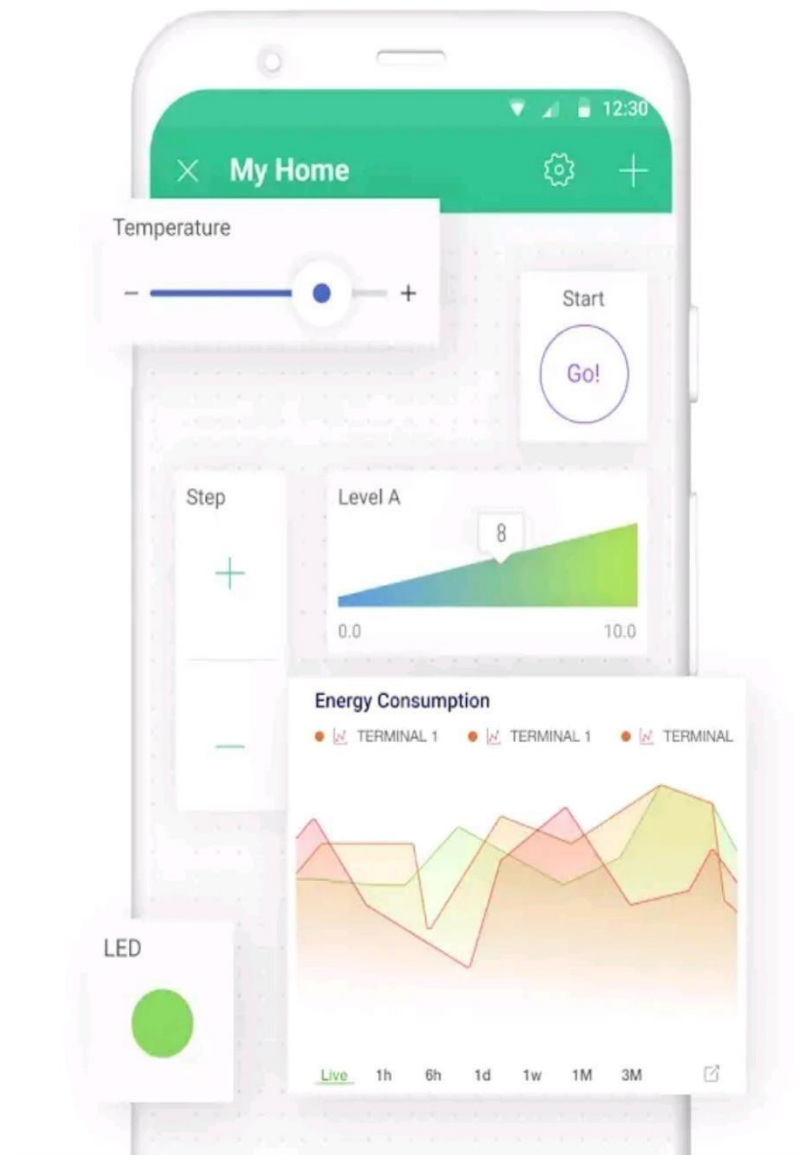 12:30
My Home
Temperature
− +
Start
Go!
Step
+
−
Level A
8
0.0 10.0
Energy Consumption
TERMINAL 1 TERMINAL 1 TERMINAL
LED
Live 1h 6h 1d 1w 1M 3M